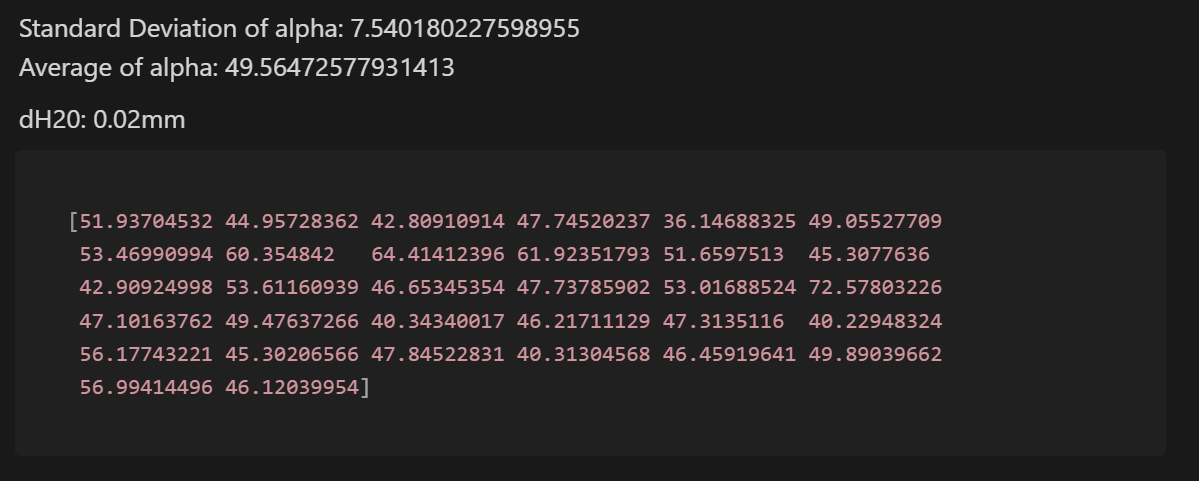 Standard Deviation of alpha: 7.540180227598955
Average of alpha: 49.56472577931413
dH20: 0.02mm
[51.93704532 44.95728362 42.80910914 47.74520237 36.14688325 49.05527709
53.46990994 60.354842   64.41412396 61.92351793 51.6597513  45.3077636
42.90924998 53.61160939 46.65345354 47.73785902 53.01688524 72.57803226
47.10163762 49.47637266 40.34340017 46.21711129 47.3135116  40.22948324
56.17743221 45.30206566 47.84522831 40.31304568 46.45919641 49.89039662
56.99414496 46.12039954]